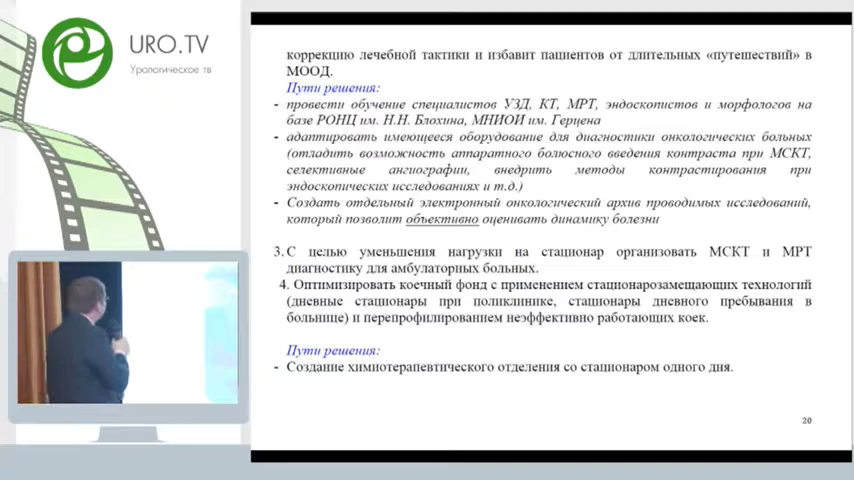 URO.TV
Урологическое тв
коррекцию лечебной тактики и избавит пациентов от длительных «путешествий» в
МООД.
Пути решения:
- провести обучение специалистов УЗД, КТ, МРТ, эндоскопистов и морфологов на
базе РОНЦ им. Н.Н. Блохина, МНИОИ им. Герцена
- адаптировать имеющееся оборудование для диагностики онкологических больных
(отладить возможность аппаратного болюсного введения контраста при МСКТ,
селективные ангиографии, внедрить методы контрастирования при
эндоскопических исследованиях и т.д.)
- Создать отдельный электронный онкологический архив проводимых исследований,
который позволит объективно оценивать динамику болезни
3. С целью уменьшения нагрузки на стационар организовать МСКТ и МРТ
диагностику для амбулаторных больных.
4. Оптимизировать коечный фонд с применением стационарозамещающих технологий
(дневные стационары при поликлинике, стационары дневного пребывания в
больнице) и перепрофилированием неэффективно работающих коек.
Пути решения:
- Создание химиотерапевтического отделения со стационаром одного дня.
20